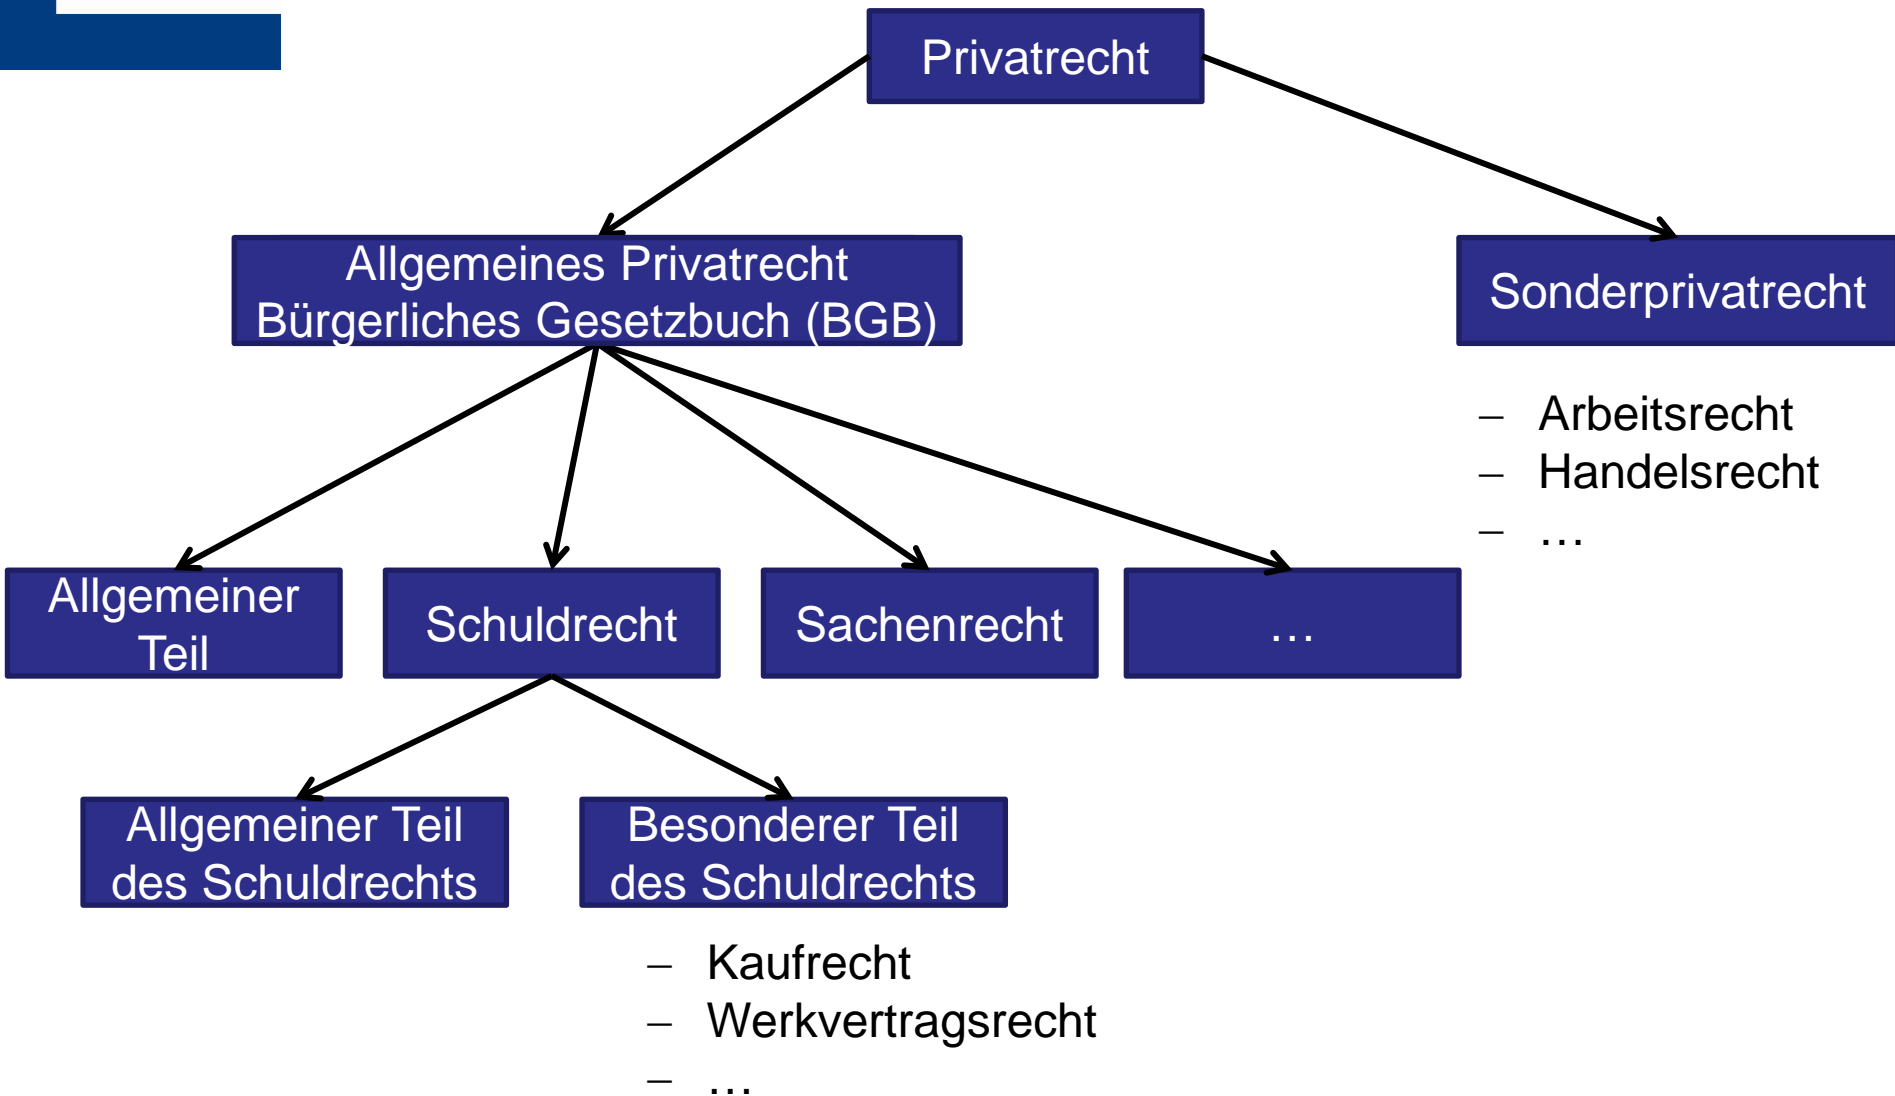 Privatrecht
Allgemeines Privatrecht
Bürgerliches Gesetzbuch (BGB)
Sonderprivatrecht
– Arbeitsrecht
– Handelsrecht
– …
Allgemeiner
Teil
Schuldrecht
Sachenrecht
…
Allgemeiner Teil
des Schuldrechts
Besonderer Teil
des Schuldrechts
– Kaufrecht
– Werkvertragsrecht
– …